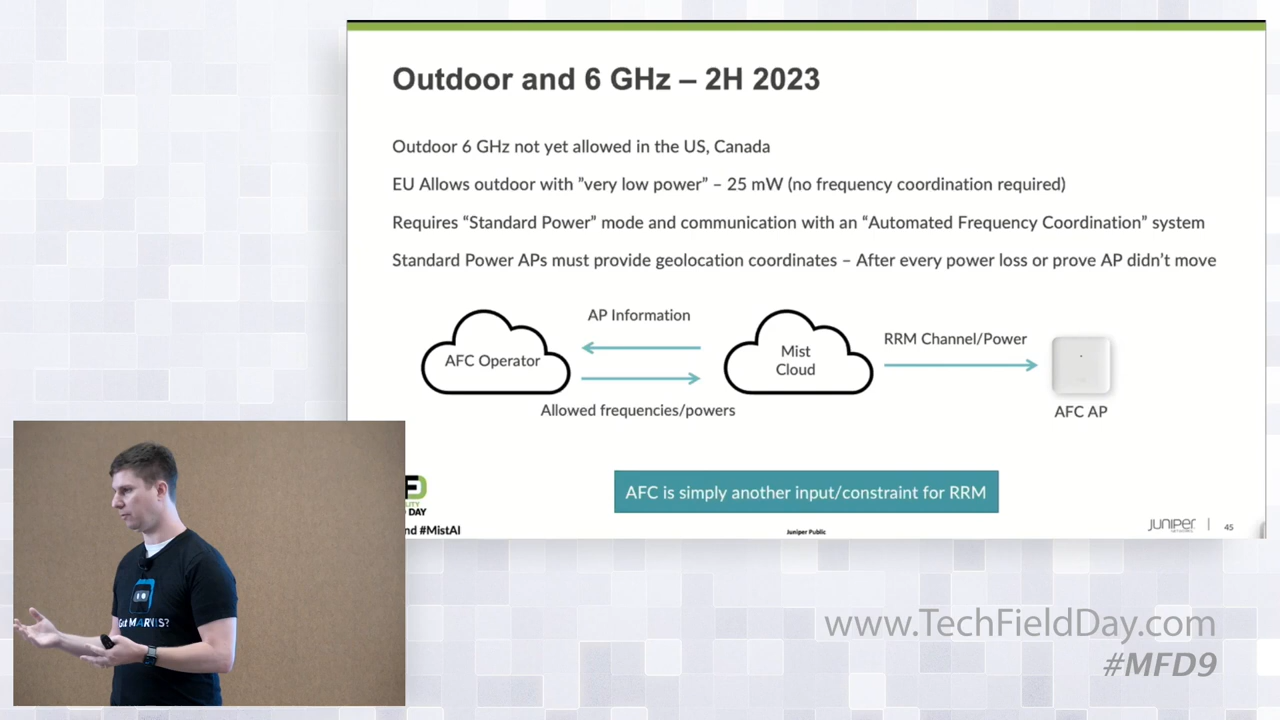 Outdoor and 6 GHz – 2H 2023
Outdoor 6 GHz not yet allowed in the US, Canada
EU Allows outdoor with ”very low power” – 25 mW (no frequency coordination required)
Requires “Standard Power” mode and communication with an “Automated Frequency Coordination” system
Standard Power APs must provide geolocation coordinates – After every power loss or prove AP didn’t move
AP Information
RRM Channel/Power
AFC Operator
Mist
Cloud
Allowed frequencies/powers
AFC AP
AFC is simply another input/constraint for RRM
DAY
nd #MistAI
Juniper Public
JUNIPER
NETWORKS
45
Got MARVIS?
www.TechFieldDay.com
#MFD9